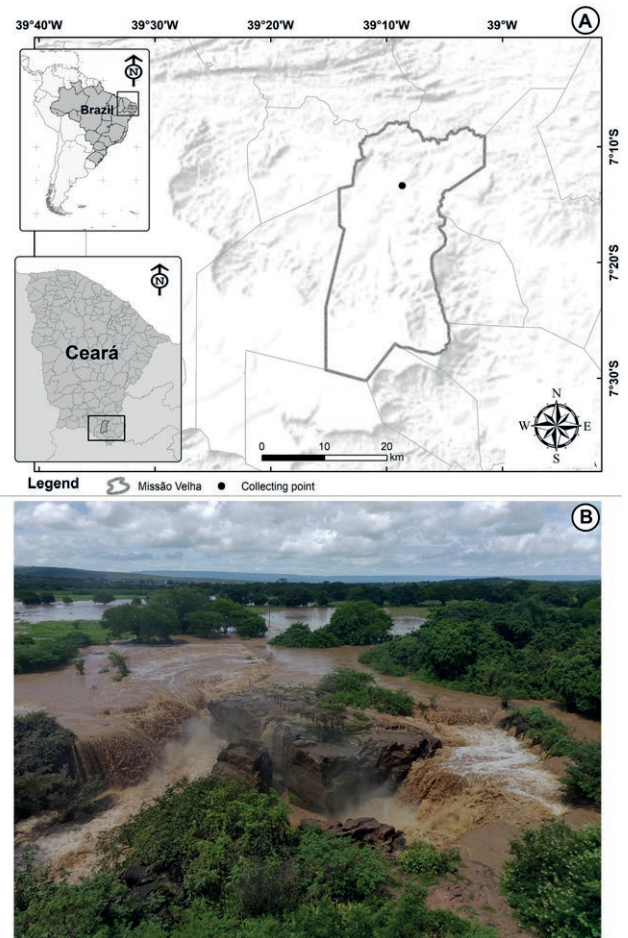 39°40'W 39°30'W 39°20'W 39°10'W 39°W
A
N
Brazil
7°10'S
7°20'S
N
Ceará
7°30'S
N
W E
S
0 10 20
km
Legend Missão Velha Collecting point
B